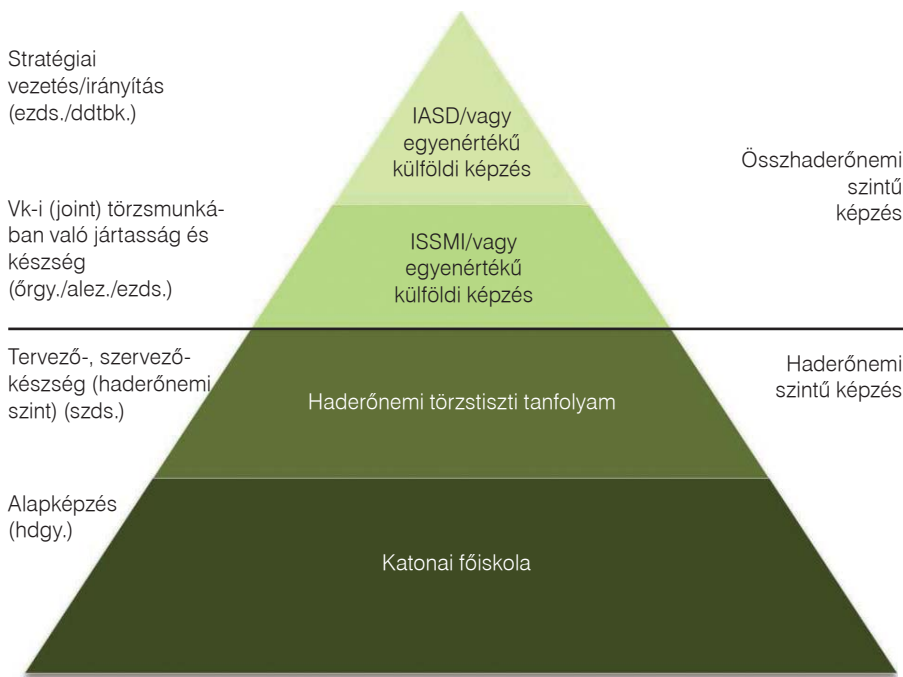 Stratégiai
vezetés/irányítás
(ezds./ddtbk.)
IASD/vagy
egyenértékű
külföldi képzés
Összhaderőnemi
szintű
képzés
Vk-i (joint) törzsmunká-
ban való jártasság és
készség
(őrgy./alez./ezds.)
ISSMI/vagy
egyenértékű
külföldi képzés
Tervező-, szervező-
készség (haderőnemi
szint) (szds.)
Haderőnemi törzstiszti tanfolyam
Haderőnemi
szintű képzés
Alapképzés
(hdgy.)
Katonai főiskola